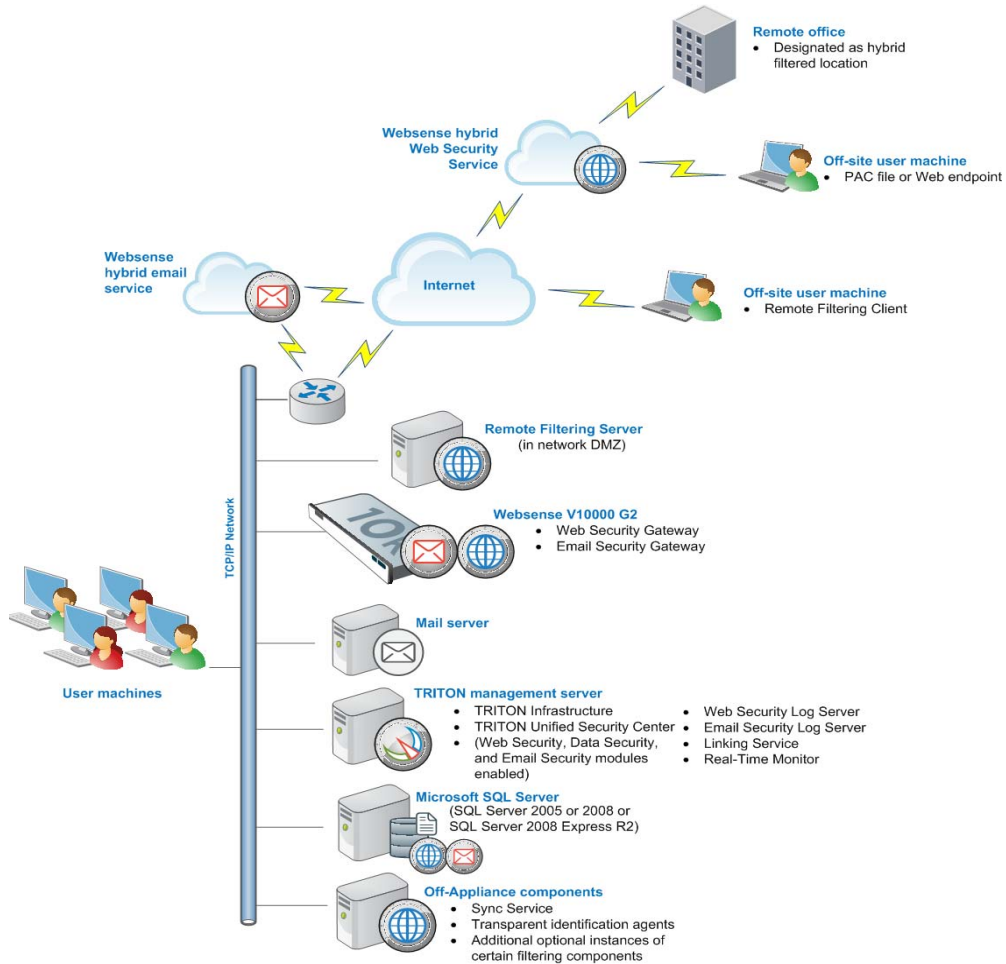 Remote office
• Designated as hybrid
filtered location
Websense hybrid
Web Security
Service
Off-site user machine
• PAC file or Web endpoint
Websense
hybrid email
service
Internet
Off-site user machine
• Remote Filtering Client
Remote Filtering Server
(in network DMZ)
TCP/IP Network
10K
Websense V10000 G2
• Web Security Gateway
• Email Security Gateway
Mail server
User machines
TRITON management server
• TRITON Infrastructure
• TRITON Unified Security Center
• (Web Security, Data Security,
and Email Security modules
enabled)
• Web Security Log Server
• Email Security Log Server
• Linking Service
• Real-Time Monitor
Microsoft SQL Server
(SQL Server 2005 or 2008 or
SQL Server 2008 Express R2)
Off-Appliance components
• Sync Service
• Transparent identification agents
• Additional optional instances of
certain filtering components